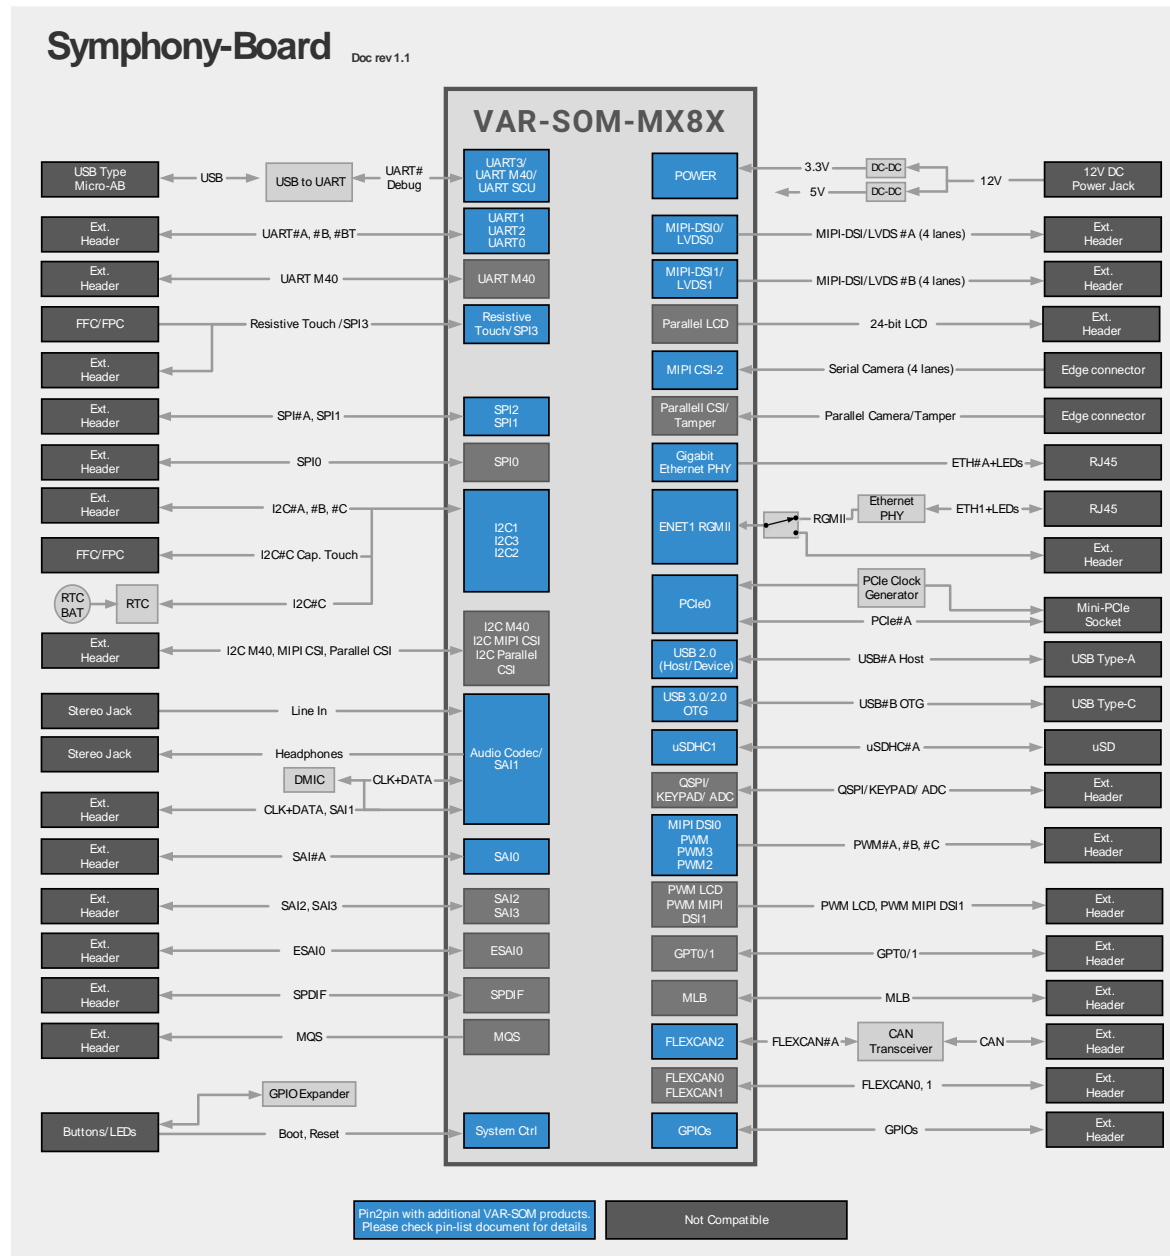 Symphony-Board Doc rev 1.1
VAR-SOM-MX8X
USB Type
Micro-AB
USB
USB to UART
UART#
Debug
UART3/
UART M40/
UART SCU
Ext.
Header
UART#A, #B, #BT
UART1
UART2
UART0
Ext.
Header
UART M40
UART M40
FFC/FPC
Resistive Touch /SPI3
Resistive
Touch/ SPI3
Ext.
Header
Ext.
Header
SPI#A, SPI1
SPI2
SPI1
Ext.
Header
SPI0
SPI0
Ext.
Header
I2C#A, #B, #C
I2C1
I2C3
I2C2
FFC/FPC
I2C#C Cap. Touch
RTC
BAT
RTC
I2C#C
Ext.
Header
I2C M40, MIPI CSI, Parallel CSI
I2C M40
I2C MIPI CSI
I2C Parallel
CSI
Stereo Jack
Line In
Stereo Jack
Headphones
Audio Codec/
SAI1
DMIC
CLK+DATA
Ext.
Header
CLK+DATA, SAI1
Ext.
Header
SAI#A
SAI0
Ext.
Header
SAI2, SAI3
SAI2
SAI3
Ext.
Header
ESAI0
ESAI0
Ext.
Header
SPDIF
SPDIF
Ext.
Header
MQS
MQS
GPIO Expander
Buttons/LEDs
Boot, Reset
System Ctrl
POWER
3.3V
DC-DC
5V
DC-DC
12V
12V DC
Power Jack
MIPI-DSI0/
LVDS0
MIPI-DSI/LVDS #A (4 lanes)
Ext.
Header
MIPI-DSI1/
LVDS1
MIPI-DSI/LVDS #B (4 lanes)
Ext.
Header
Parallel LCD
24-bit LCD
Ext.
Header
MIPI CSI-2
Serial Camera (4 lanes)
Edge connector
Parallell CSI/
Tamper
Parallel Camera/Tamper
Edge connector
Gigabit
Ethernet PHY
ETH#A+LEDs
RJ45
ENET1 RGMII
RGMII
Ethernet
PHY
ETH1+LEDs
RJ45
Ext.
Header
PCIe0
PCIe Clock
Generator
PCIe#A
Mini-PCIe
Socket
USB 2.0
(Host/Device)
USB#A Host
USB Type-A
USB 3.0/2.0
OTG
USB#B OTG
USB Type-C
uSDHC1
uSDHC#A
uSD
QSPI/
KEYPAD/ ADC
QSPI/ KEYPAD/ ADC
Ext.
Header
MIPI DSI0
PWM
PWM3
PWM2
PWM#A, #B, #C
Ext.
Header
PWM LCD
PWM MIPI
DSI1
PWM LCD, PWM MIPI DSI1
Ext.
Header
GPT0/1
GPT0/1
Ext.
Header
MLB
MLB
Ext.
Header
FLEXCAN2
FLEXCAN#A
CAN
Transceiver
CAN
Ext.
Header
FLEXCAN0
FLEXCAN1
FLEXCAN0, 1
Ext.
Header
GPIOs
GPIOs
Ext.
Header
Pin2pin with additional VAR-SOM products.
Please check pin-list document for details
Not Compatible